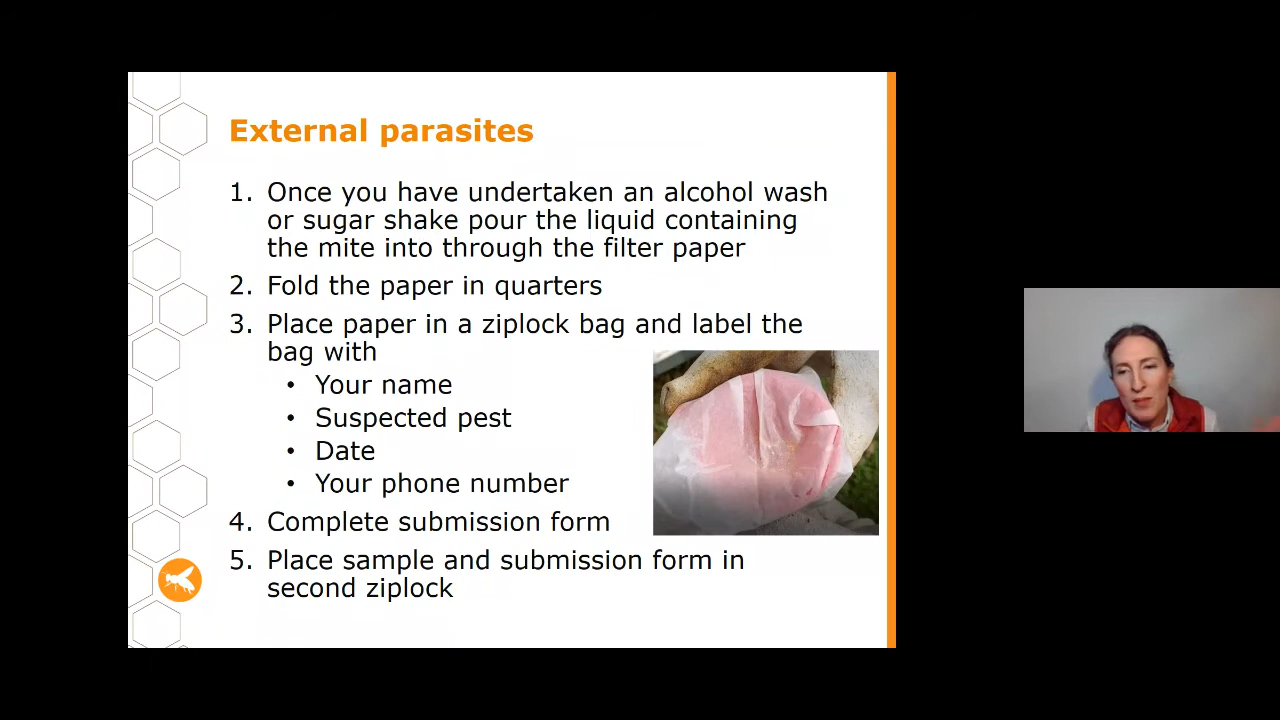 External parasites
1. Once you have undertaken an alcohol wash
or sugar shake pour the liquid containing
the mite into through the filter paper
2. Fold the paper in quarters
3. Place paper in a ziplock bag and label the
bag with
• Your name
• Suspected pest
• Date
• Your phone number
4. Complete submission form
5. Place sample and submission form in
second ziplock